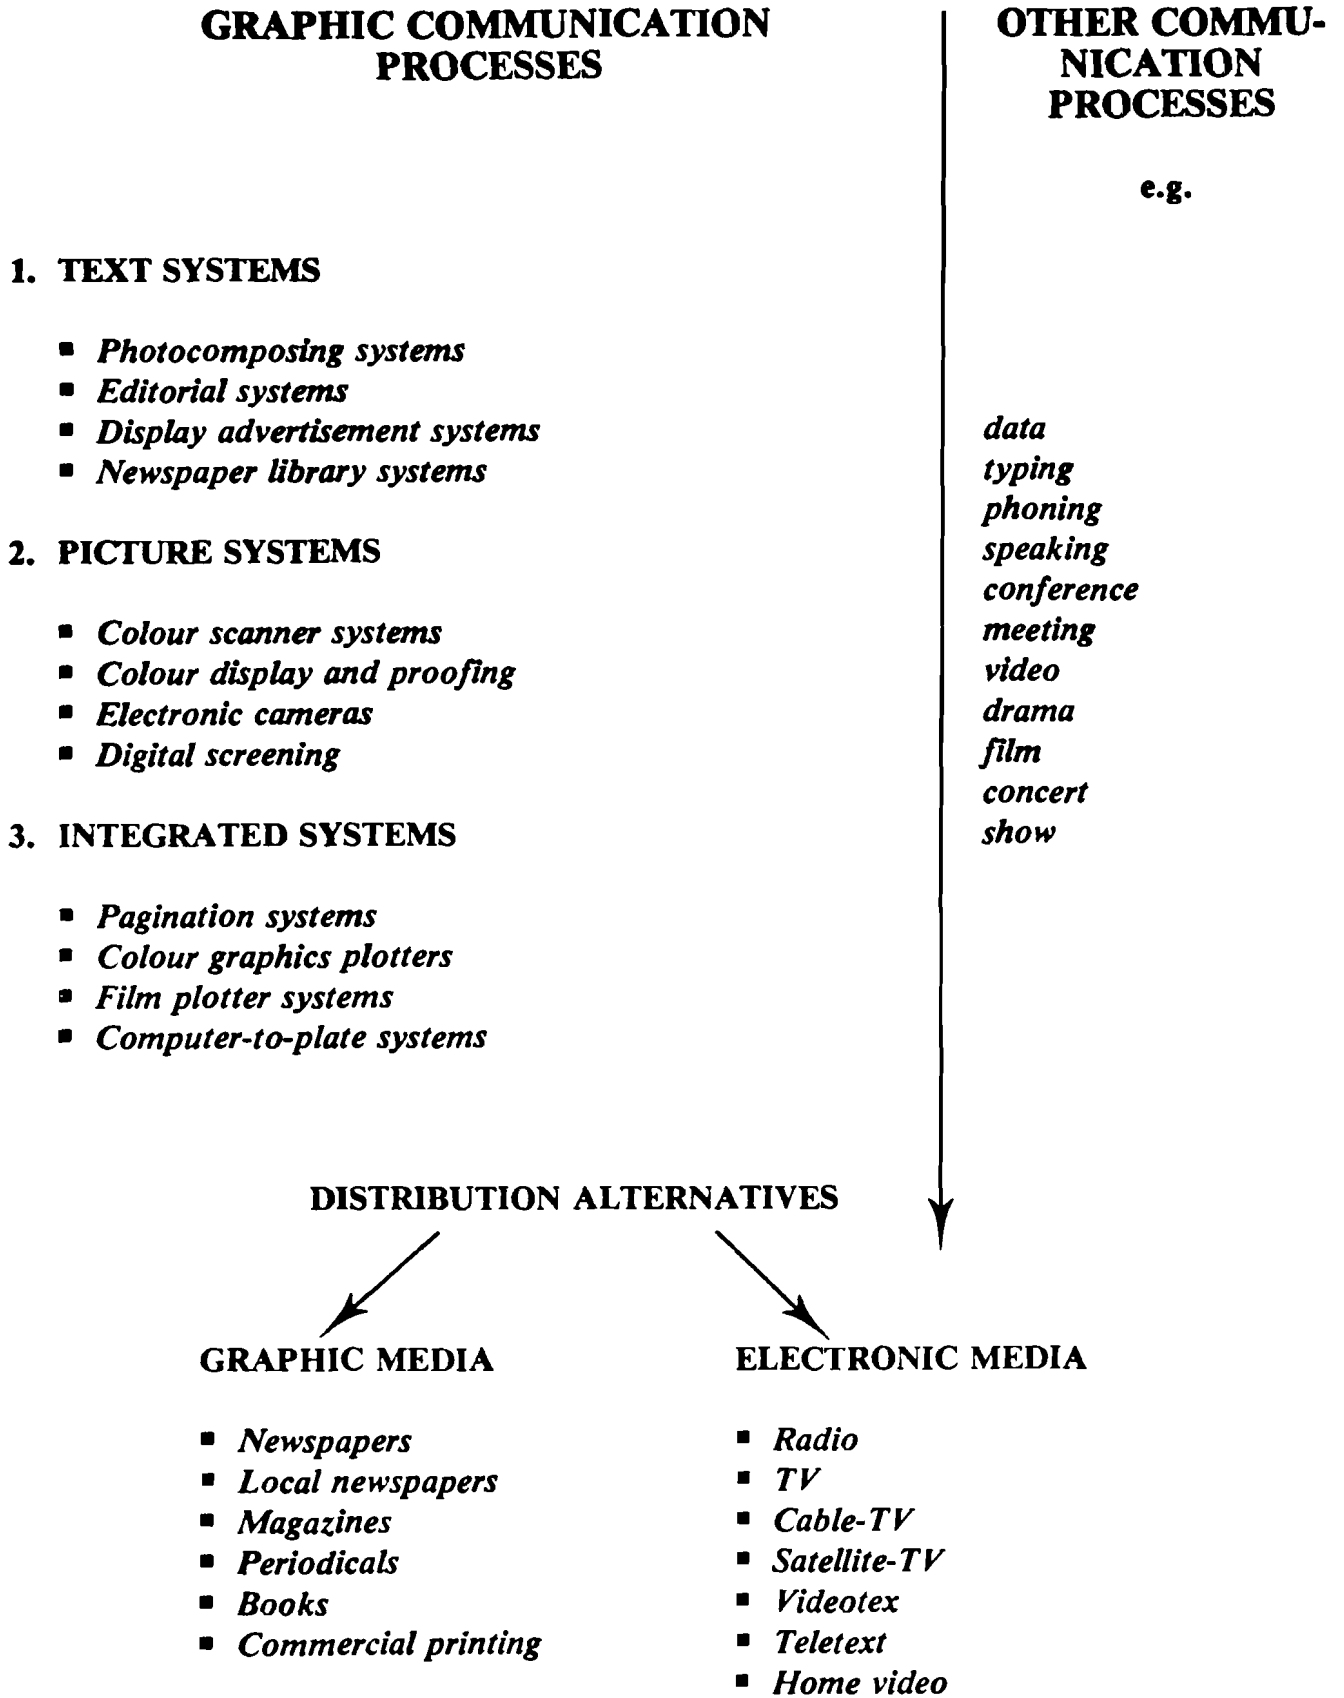 GRAPHIC COMMUNICATION
PROCESSES
OTHER COMMU-
NICATION
PROCESSES
e.g.
1. TEXT SYSTEMS
▪ Photocomposing systems
▪ Editorial systems
▪ Display advertisement systems
▪ Newspaper library systems
2. PICTURE SYSTEMS
▪ Colour scanner systems
▪ Colour display and proofing
▪ Electronic cameras
▪ Digital screening
3. INTEGRATED SYSTEMS
▪ Pagination systems
▪ Colour graphics plotters
▪ Film plotter systems
▪ Computer-to-plate systems
data
typing
phoning
speaking
conference
meeting
video
drama
film
concert
show
DISTRIBUTION ALTERNATIVES
GRAPHIC MEDIA
▪ Newspapers
▪ Local newspapers
▪ Magazines
▪ Periodicals
▪ Books
▪ Commercial printing
ELECTRONIC MEDIA
▪ Radio
▪ TV
▪ Cable-TV
▪ Satellite-TV
▪ Videotex
▪ Teletext
▪ Home video